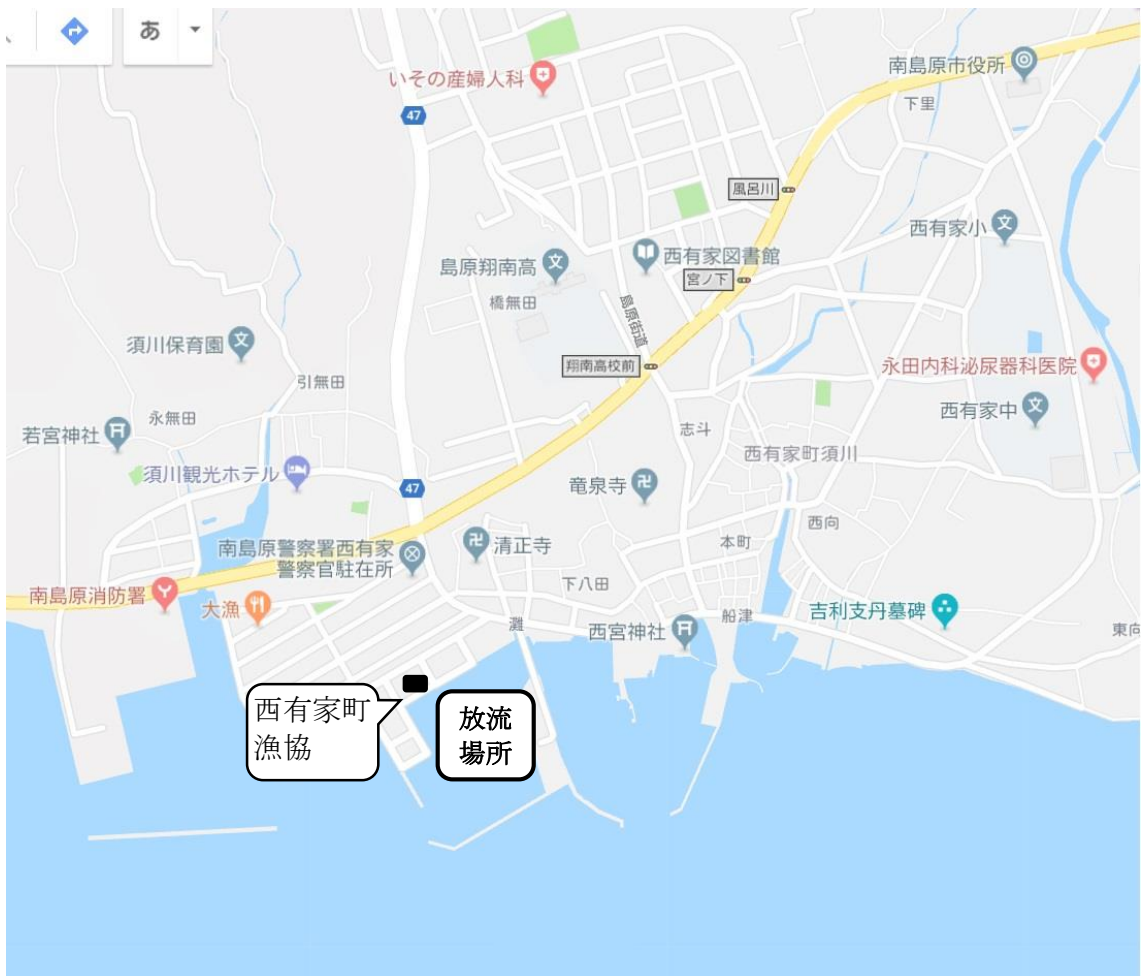 あ
いその産婦人科
南島原市役所
下里
47
風呂川
西有家小
島原翔南高
西有家図書館
宮ノ下
橋無田
島原街道
須川保育園
翔南高校前
永田内科泌尿器科医院
引無田
西有家中
永無田
若宮神社
志斗
西有家町須川
須川観光ホテル
47
竜泉寺
西向
南島原警察署西有家
警察官駐在所
清正寺
本町
下八田
南島原消防署
大漁
灘
西宮神社
船津
吉利支丹墓碑
東向
西有家町
漁協
放流
場所